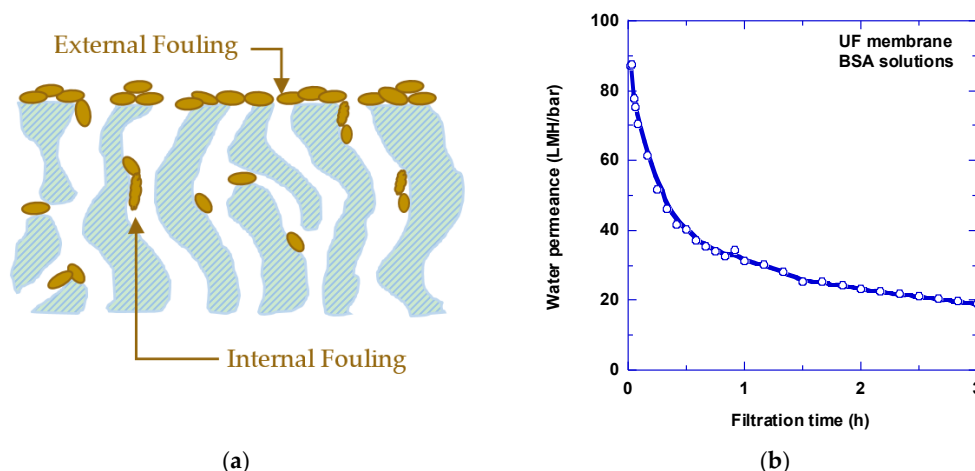 External Fouling
Internal Fouling
(a)
UF membrane
BSA solutions
Water permeance (LMH/bar)
100
80
60
40
20
0
0 1 2 3
Filtration time (h)
(b)